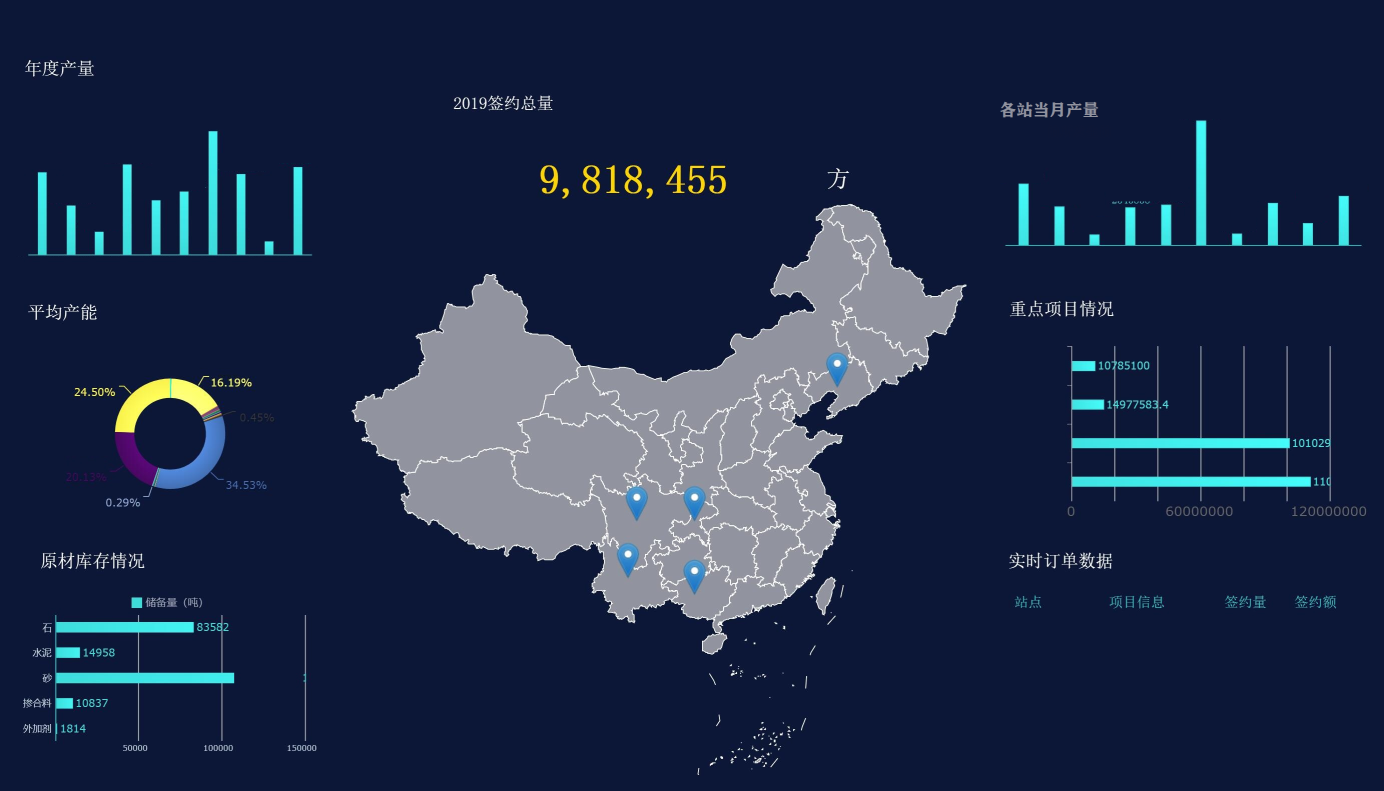 年度产量
2019签约总量
9,818,455
方
各站当月产量
平均产能
24.50%
16.19%
0.45%
20.13%
34.53%
0.29%
重点项目情况
10785100
14977583.4
101029
110
0 60000000 120000000
原材库存情况
储备量（吨）
石 83582
水泥 14958
砂
掺合料 10837
外加剂 1814
50000 100000 150000
实时订单数据
站点 项目信息 签约量 签约额